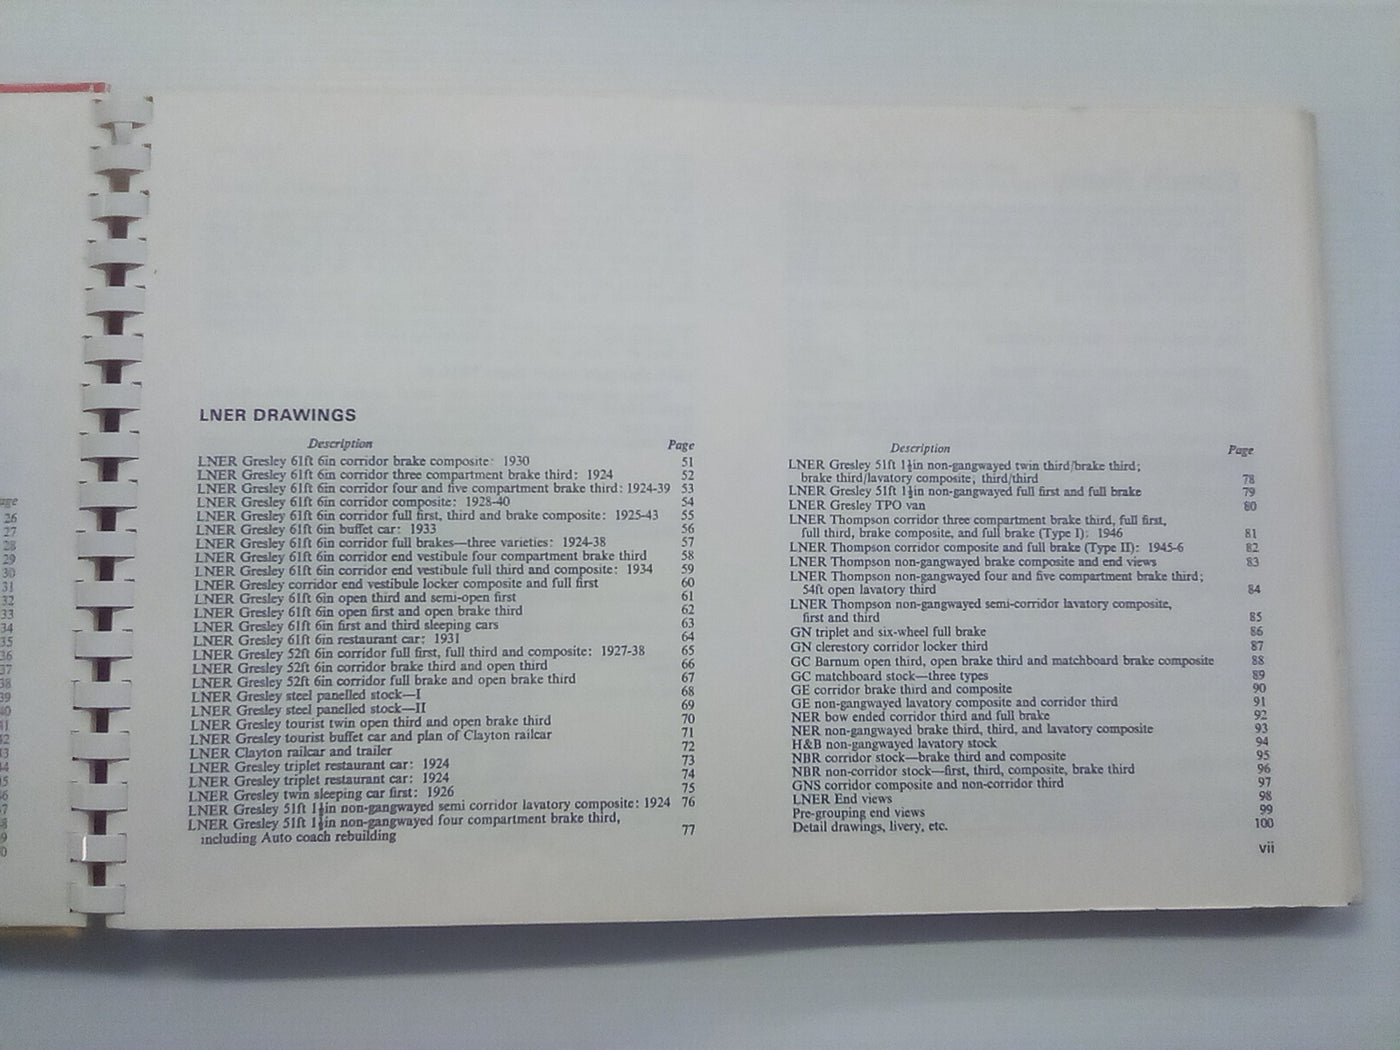 age
26
27
28
29
30
31
32
33
34
35
36
37
38
39
40
41
42
43
44
45
46
47
48
49
50
LNER DRAWINGS
Description Page
LNER Gresley 61ft 6in corridor brake composite: 1930 51
LNER Gresley 61ft 6in corridor three compartment brake third: 1924 52
LNER Gresley 61ft 6in corridor four and five compartment brake third: 1924-39 53
LNER Gresley 61ft 6in corridor composite: 1928-40 54
LNER Gresley 61ft 6in corridor full first, third and brake composite: 1925-43 55
LNER Gresley 61ft 6in buffet car: 1933 56
LNER Gresley 61ft 6in corridor full brakes—three varieties: 1924-38 57
LNER Gresley 61ft 6in corridor end vestibule four compartment brake third 58
LNER Gresley 61ft 6in corridor end vestibule full third and composite: 1934 59
LNER Gresley corridor end vestibule locker composite and full first 60
LNER Gresley 61ft 6in open third and semi-open first 61
LNER Gresley 61ft 6in open first and open brake third 62
LNER Gresley 61ft 6in first and third sleeping cars 63
LNER Gresley 61ft 6in restaurant car: 1931 64
LNER Gresley 52ft 6in corridor full first, full third and composite: 1927-38 65
LNER Gresley 52ft 6in corridor brake third and open third 66
LNER Gresley 52ft 6in corridor full brake and open brake third 67
LNER Gresley steel panelled stock—I 68
LNER Gresley steel panelled stock—II 69
LNER Gresley tourist twin open third and open brake third 70
LNER Gresley tourist buffet car and plan of Clayton railcar 71
LNER Clayton railcar and trailer 72
LNER Gresley triplet restaurant car: 1924 73
LNER Gresley triplet restaurant car: 1924 74
LNER Gresley twin sleeping car first: 1926 75
LNER Gresley 51ft 1½in non-gangwayed semi corridor lavatory composite: 1924 76
LNER Gresley 51ft 1½in non-gangwayed four compartment brake third,
including Auto coach rebuilding 77
Description Page
LNER Gresley 51ft 1½in non-gangwayed twin third/brake third;
brake third/lavatory composite; third/third 78
LNER Gresley 51ft 1½in non-gangwayed full first and full brake 79
LNER Gresley TPO van 80
LNER Thompson corridor three compartment brake third, full first,
full third, brake composite, and full brake (Type I): 1946 81
LNER Thompson corridor composite and full brake (Type II): 1945-6 82
LNER Thompson non-gangwayed brake composite and end views 83
LNER Thompson non-gangwayed four and five compartment brake third;
54ft open lavatory third 84
LNER Thompson non-gangwayed semi-corridor lavatory composite,
first and third 85
GN triplet and six-wheel full brake 86
GN clerestory corridor locker third 87
GC Barnum open third, open brake third and matchboard brake composite 88
GC matchboard stock—three types 89
GE corridor brake third and composite 90
GE non-gangwayed lavatory composite and corridor third 91
NER bow ended corridor third and full brake 92
NER non-gangwayed brake third, third, and lavatory composite 93
H&B non-gangwayed lavatory stock 94
NBR corridor stock—brake third and composite 95
NBR non-corridor stock—first, third, composite, brake third 96
GNS corridor composite and non-corridor third 97
LNER End views 98
Pre-grouping end views 99
Detail drawings, livery, etc. 100
vii